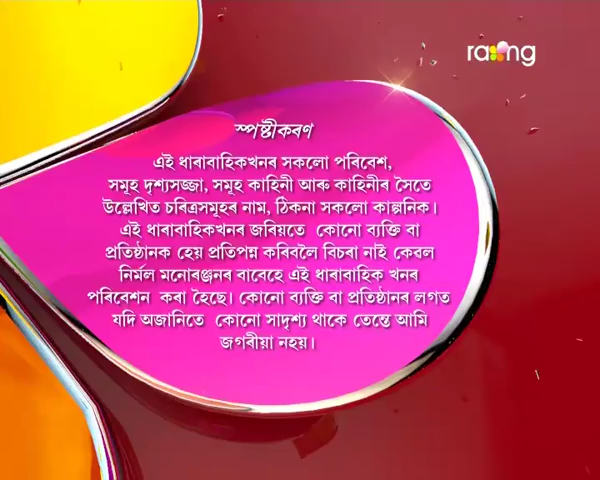 rang
স্পষ্টীকৰণ
এই ধাৰাবাহিকখনৰ সকলো পৰিবেশ,
সমূহ দৃশ্যসজ্জা, সমূহ কাহিনী আৰু কাহিনীৰ সৈতে
উল্লেখিত চৰিত্ৰসমূহৰ নাম, ঠিকনা সকলো কাল্পনিক।
এই ধাৰাবাহিকখনৰ জৰিয়তে কোনো ব্যক্তি বা
প্ৰতিষ্ঠানক হেয় প্ৰতিপন্ন কৰিবলৈ বিচৰা নাই কেৱল
নিৰ্মল মনোৰঞ্জনৰ বাবেহে এই ধাৰাবাহিক খনৰ
পৰিবেশন কৰা হৈছে। কোনো ব্যক্তি বা প্ৰতিষ্ঠানৰ লগত
যদি অজানিতে কোনো সাদৃশ্য থাকে তেন্তে আমি
জগৰীয়া নহয়।